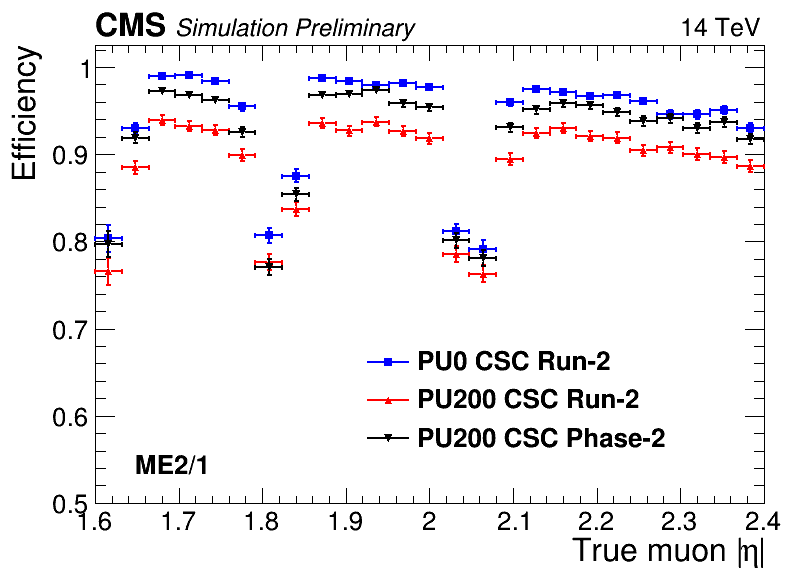 CMS Simulation Preliminary 14 TeV
Efficiency
1
0.9
0.8
0.7
0.6
0.5
PU0 CSC Run-2
PU200 CSC Run-2
PU200 CSC Phase-2
ME2/1
1.6 1.7 1.8 1.9 2 2.1 2.2 2.3 2.4
True muon |η|